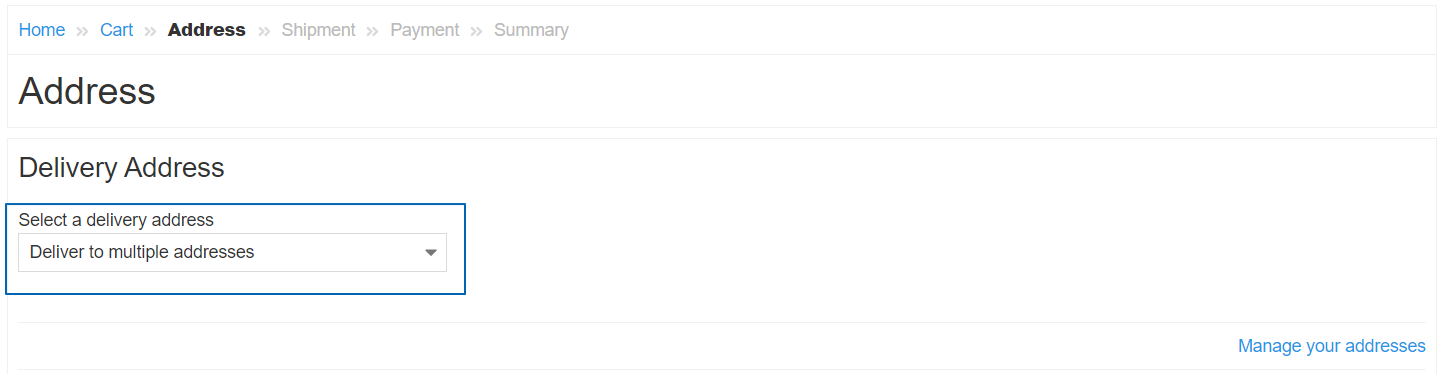 Home » Cart » Address » Shipment » Payment » Summary
Address
Delivery Address
Select a delivery address
Deliver to multiple addresses
Manage your addresses